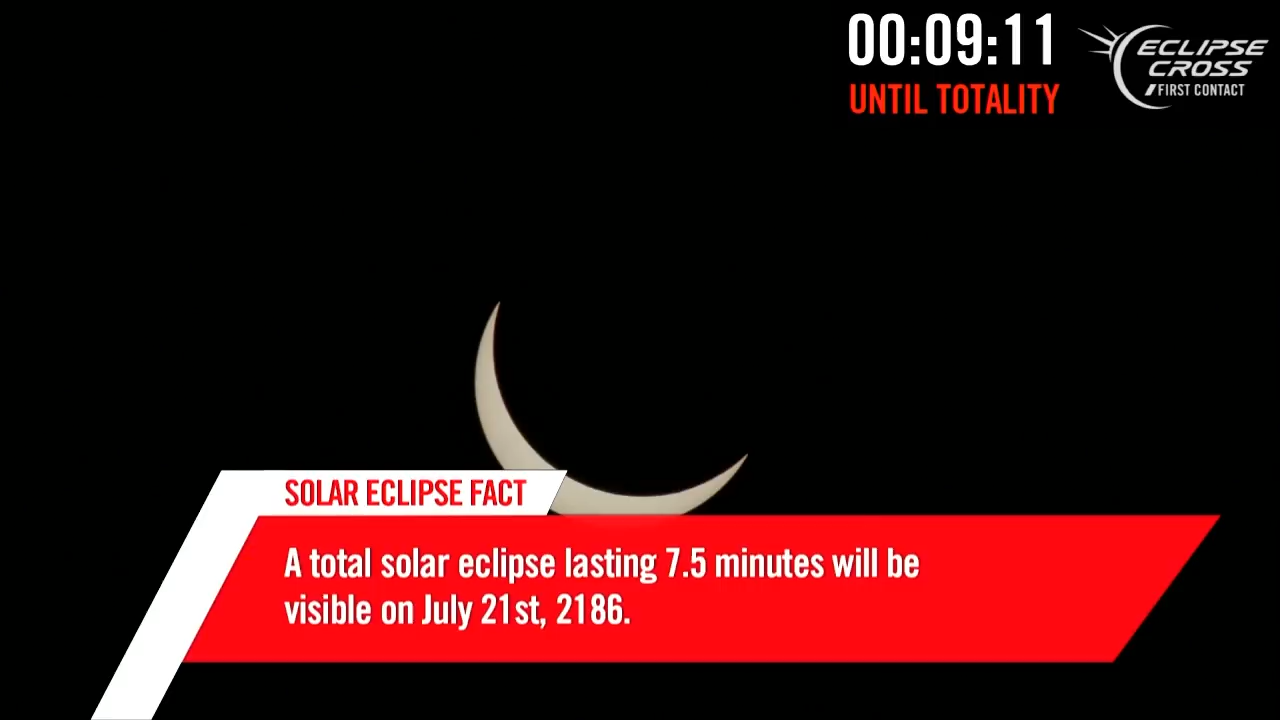 00:09:11
UNTIL TOTALITY
ECLIPSE
CROSS
FIRST CONTACT
SOLAR ECLIPSE FACT
A total solar eclipse lasting 7.5 minutes will be
visible on July 21st, 2186.